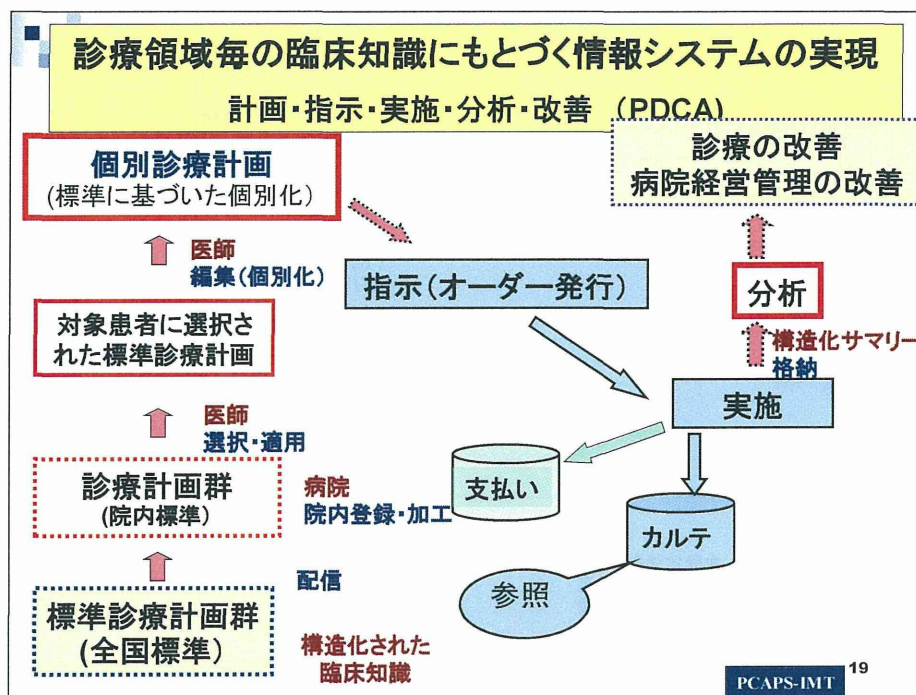 診療領域毎の臨床知識にもとづく情報システムの実現
計画・指示・実施・分析・改善 (PDCA)
個別診療計画
(標準に基づいた個別化)
診療の改善
病院経営管理の改善
医師
編集(個別化)
指示(オーダー発行)
分析
対象患者に選択さ
れた標準診療計画
構造化サマリー
格納
実施
医師
選択・適用
診療計画群
(院内標準)
病院
院内登録・加工
支払い
カルテ
配信
参照
標準診療計画群
(全国標準)
構造化された
臨床知識
PCAPS-IMT
19